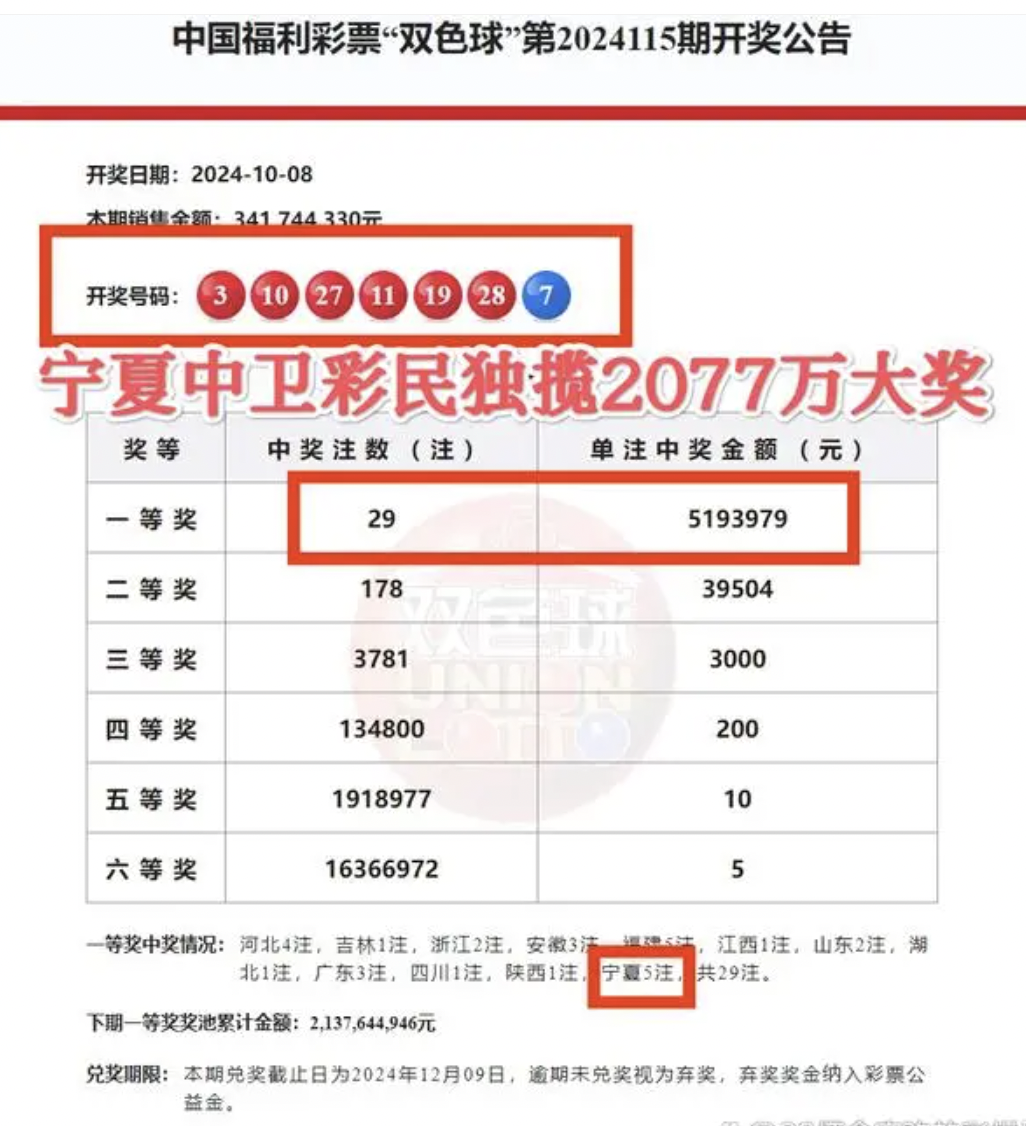 中国福利彩票“双色球”第2024115期开奖公告
开奖日期：2024-10-08
本期销售金额：341,744,330元
开奖号码： 3 10 27 11 19 28 7
宁夏中卫彩民独揽2077万大奖
奖等 中奖注数（注） 单注中奖金额（元）
一等奖 29 5193979
二等奖 178 39504
三等奖 3781 3000
四等奖 134800 200
五等奖 1918977 10
六等奖 16366972 5
双色球
UNION
LOTTO
一等奖中奖情况：河北4注，吉林1注，浙江2注，安徽3注，福建5注，江西1注，山东2注，湖
北1注，广东3注，四川1注，陕西1注，宁夏5注，共29注。
下期一等奖奖池累计金额：2,137,644,946元
兑奖期限：本期兑奖截止日为2024年12月09日，逾期未兑奖视为弃奖，弃奖奖金纳入彩票公
益金。